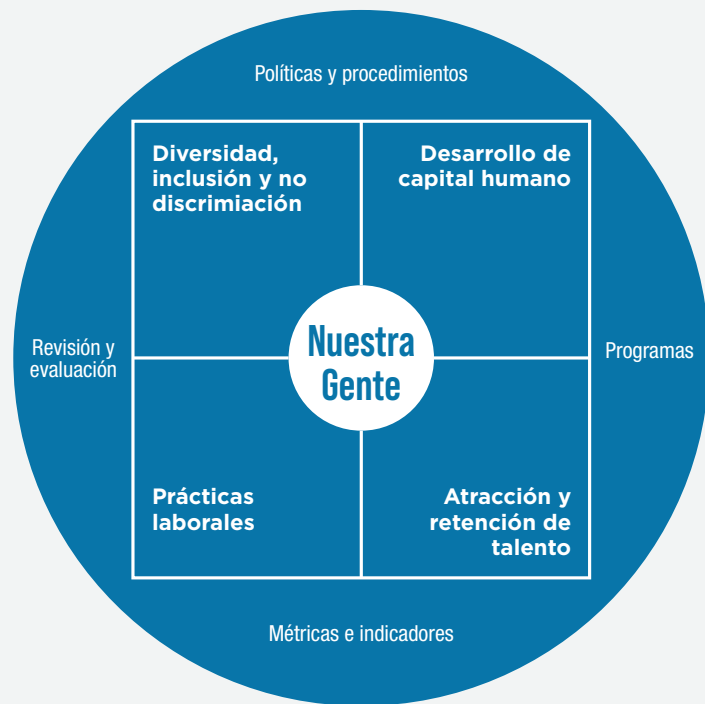 Políticas y procedimientos
Diversidad,
inclusión y no
discrimiación
Desarrollo de
capital humano
Revisión y
evaluación
Nuestra
Gente
Programas
Prácticas
laborales
Atracción y
retención de
talento
Métricas e indicadores